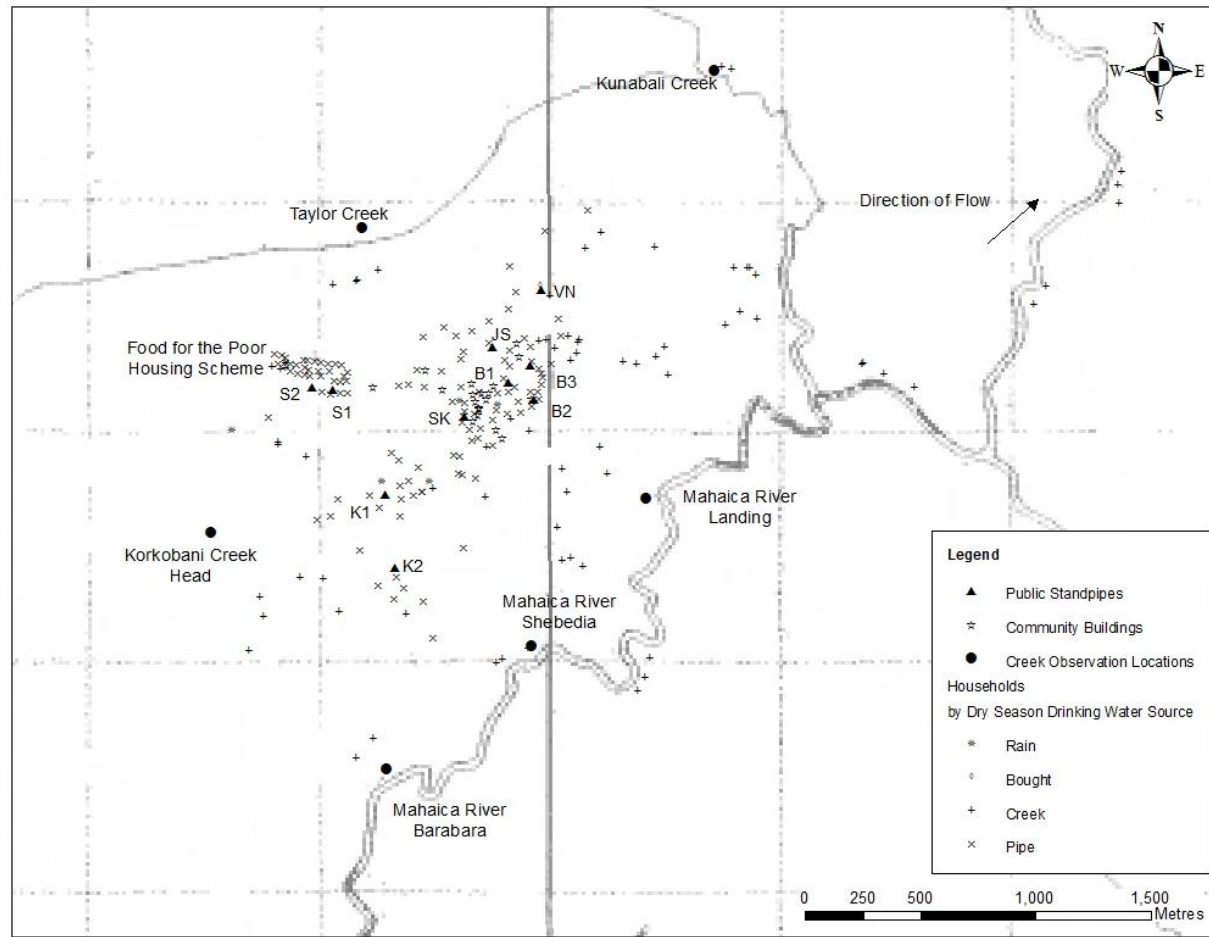 N
W E
S
Kunabali Creek
Direction of Flow
Taylor Creek
VN
JS
Food for the Poor
Housing Scheme
B1
B3
S2
S1
SK
B2
K1
Mahaica River
Landing
Korkobani Creek
Head
K2
Mahaica River
Shebedia
Mahaica River
Barabara
Legend
Public Standpipes
Community Buildings
Creek Observation Locations
Households
by Dry Season Drinking Water Source
Rain
Bought
Creek
Pipe
0 250 500 1,000 1,500
Metres